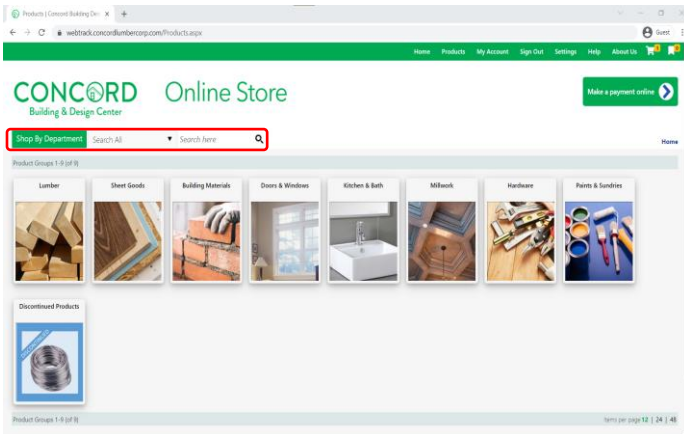 Products | Concord Building Des
webtrack.concordlumbercorp.com/Products.aspx
Guest
Home Products My Account Sign Out Settings Help About Us
CONCORD
Building & Design Center
Online Store
Make a payment online
Shop By Department Search All Search here
Home
Product Groups 1-9 (of 9)
Lumber Sheet Goods Building Materials Doors & Windows Kitchen & Bath Millwork Hardware Paints & Sundries
Discontinued Products
DISCONTINUED
Product Groups 1-9 (of 9)
Items per page 12 | 24 | 48